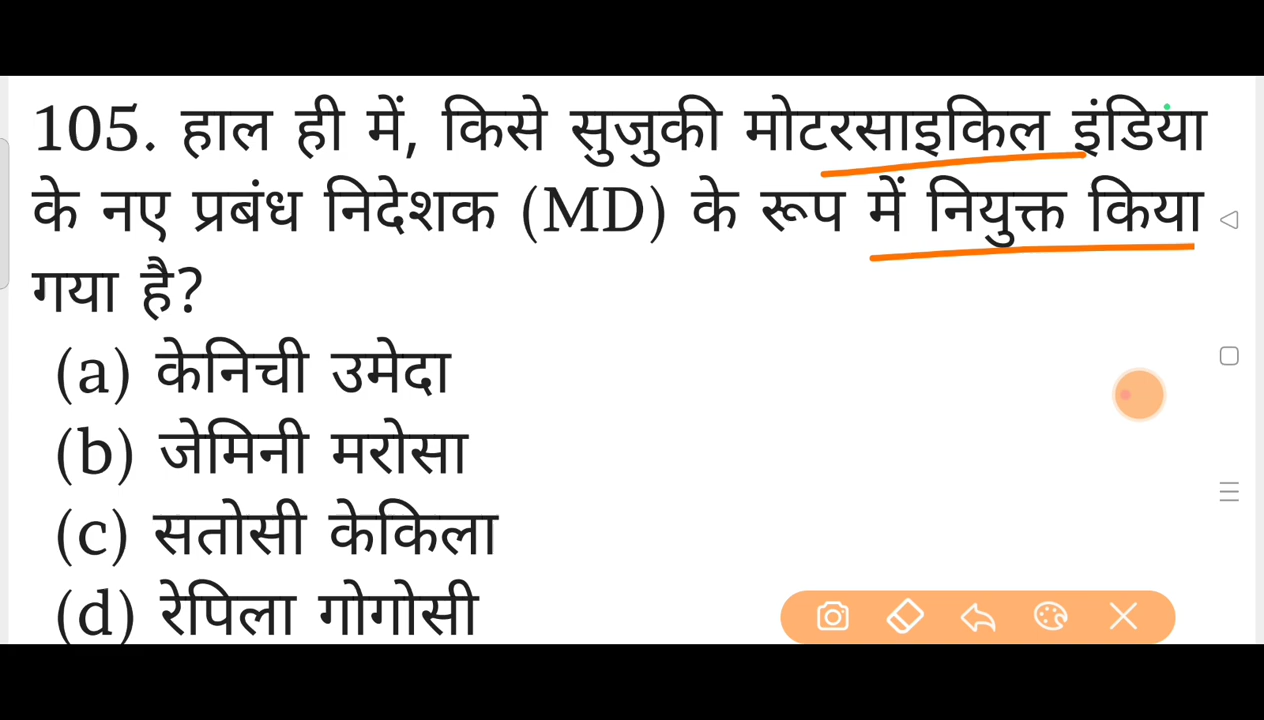 105. हाल ही में, किसे सुजुकी मोटरसाइकिल इंडिया
के नए प्रबंध निदेशक (MD) के रूप में नियुक्त किया
गया है?
(a) केनिची उमेदा
(b) जेमिनी मरोसा
(c) सतोसी केकिला
(d) रेपिला गोगोसी